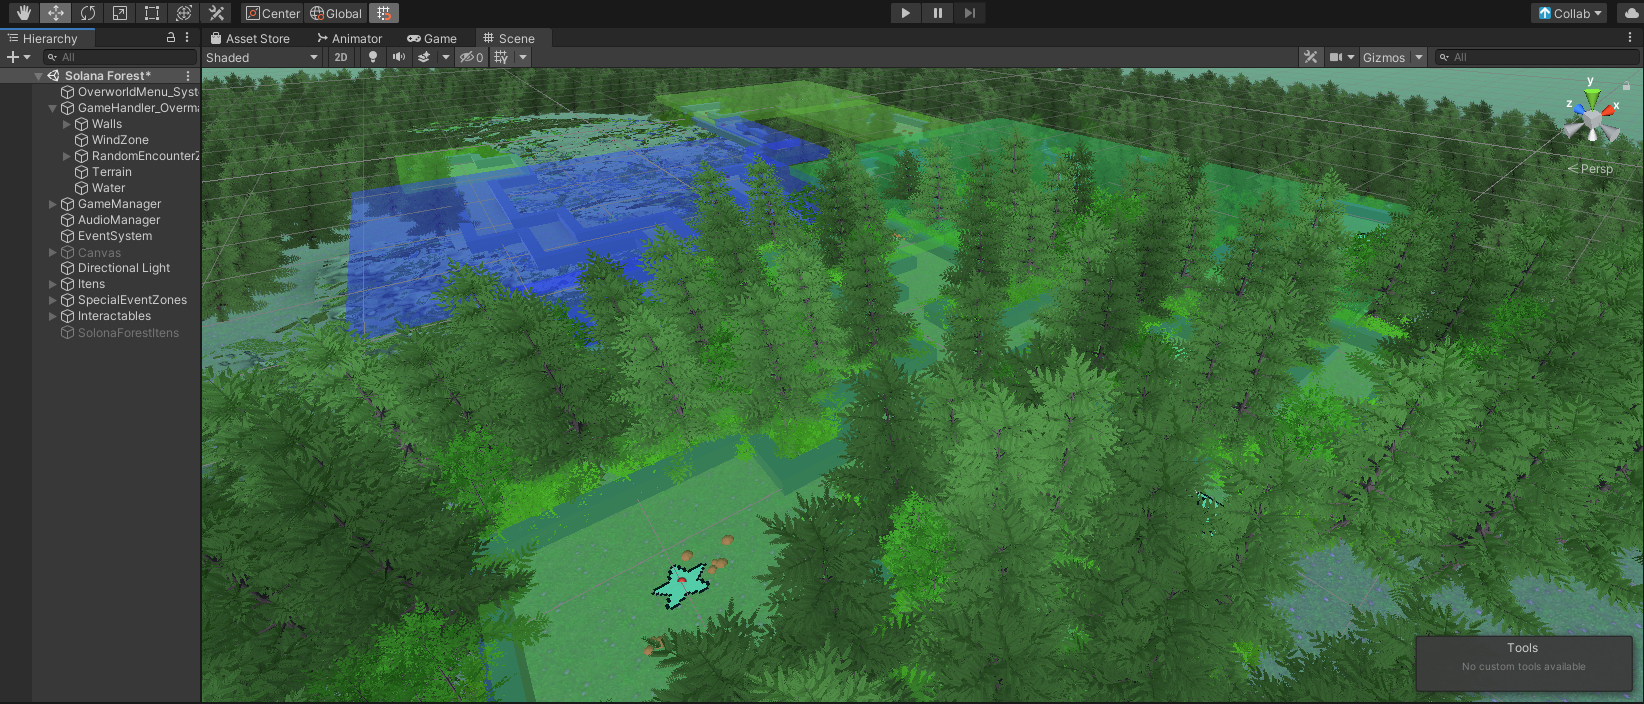 Center Global Collab
Hierarchy Asset Store Animator Game Scene
All Shaded 2D 0 Gizmos All
Solana Forest*
OverworldMenu_Syst
GameHandler_Overma
Walls
WindZone
RandomEncounterZ
Terrain
Water
GameManager
AudioManager
EventSystem
Canvas
Directional Light
Itens
SpecialEventZones
Interactables
SolonaForestItens
y
z x
Persp
Tools
No custom tools available